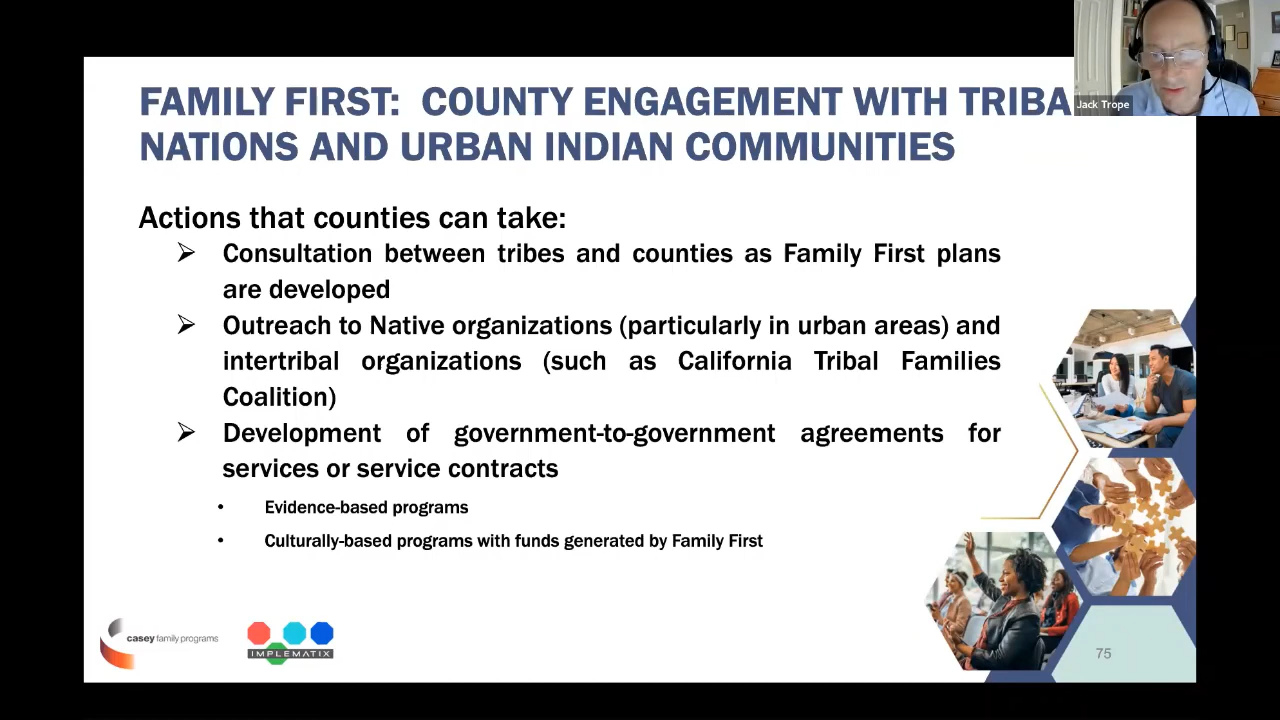 FAMILY FIRST: COUNTY ENGAGEMENT WITH TRIBA
NATIONS AND URBAN INDIAN COMMUNITIES
Jack Trope
Actions that counties can take:
➢ Consultation between tribes and counties as Family First plans
are developed
➢ Outreach to Native organizations (particularly in urban areas) and
intertribal organizations (such as California Tribal Families
Coalition)
➢ Development of government-to-government agreements for
services or service contracts
• Evidence-based programs
• Culturally-based programs with funds generated by Family First
casey family programs
IMPLEMATIX
75